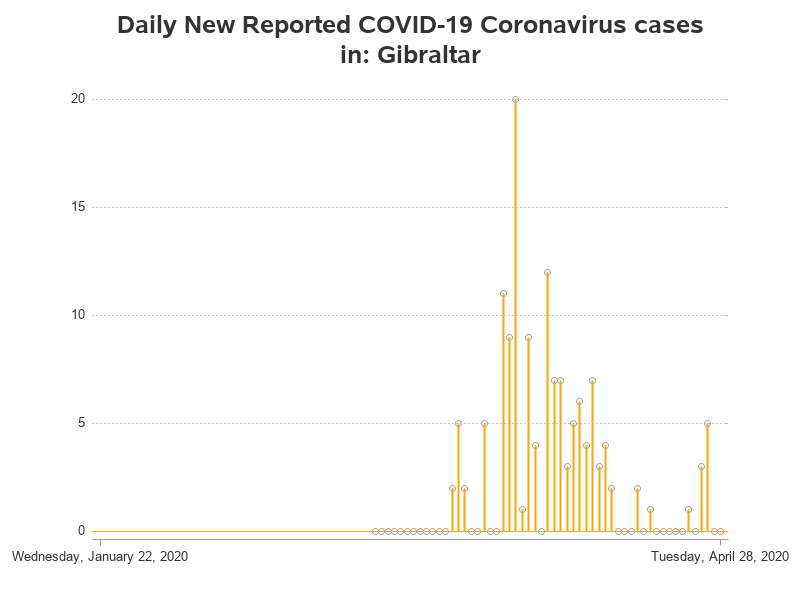 Daily New Reported COVID-19 Coronavirus cases
in: Gibraltar
20
15
10
5
0
Wednesday, January 22, 2020
Tuesday, April 28, 2020